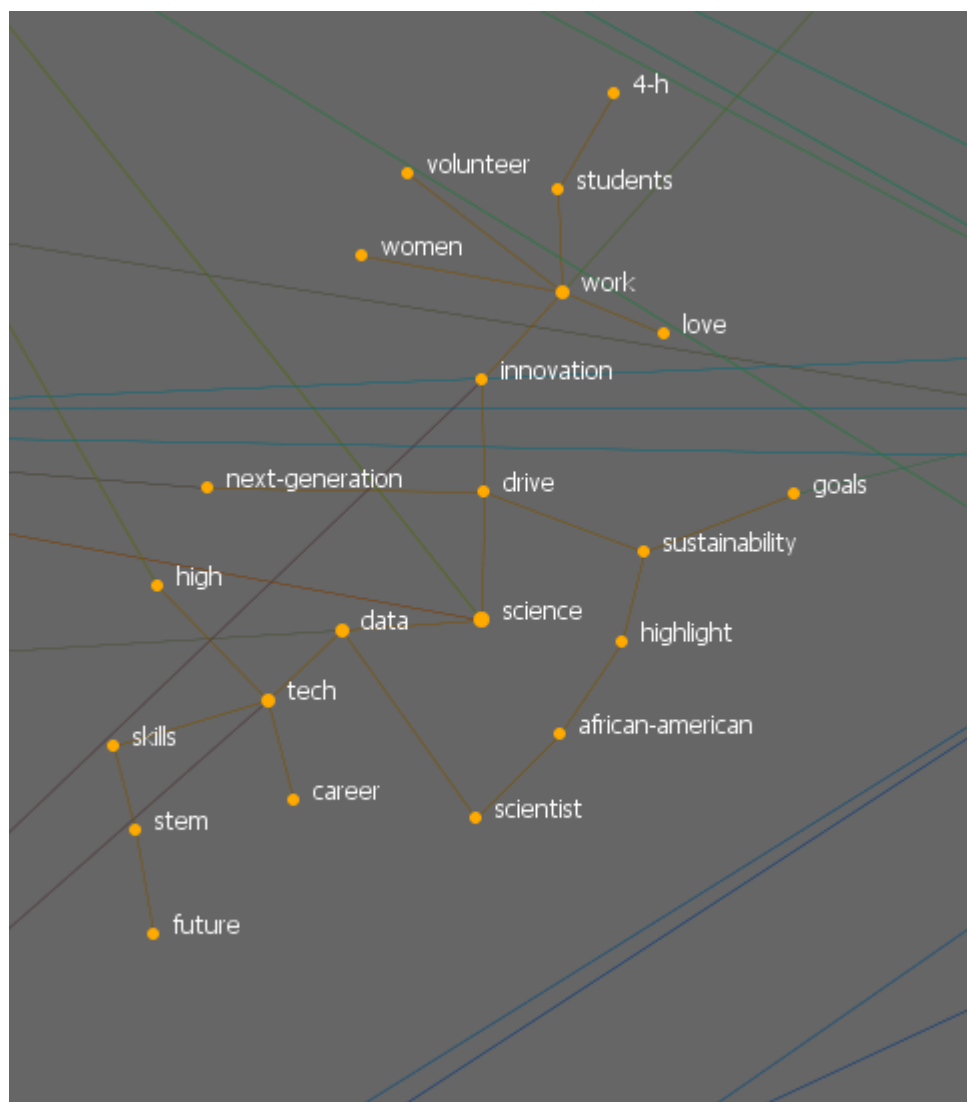 4-h
volunteer
students
women
work
love
innovation
next-generation
drive
goals
sustainability
high
science
data
highlight
tech
african-american
skills
career
scientist
stem
future